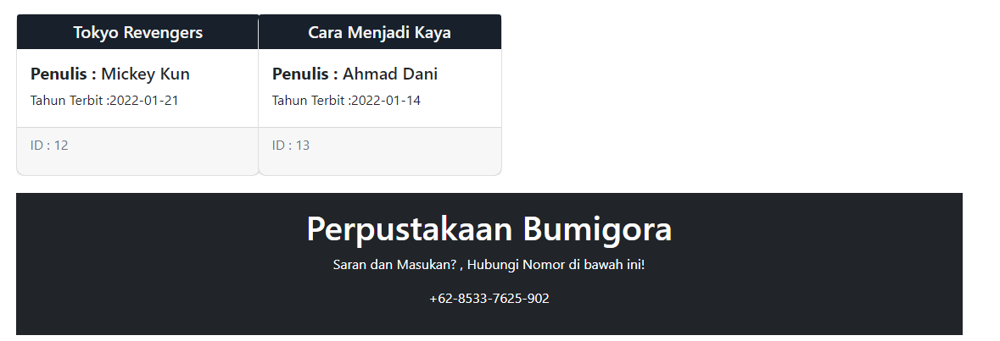 Tokyo Revengers
Penulis : Mickey Kun
Tahun Terbit :2022-01-21
ID : 12
Cara Menjadi Kaya
Penulis : Ahmad Dani
Tahun Terbit :2022-01-14
ID : 13
Perpustakaan Bumigora
Saran dan Masukan? , Hubungi Nomor di bawah ini!
+62-8533-7625-902